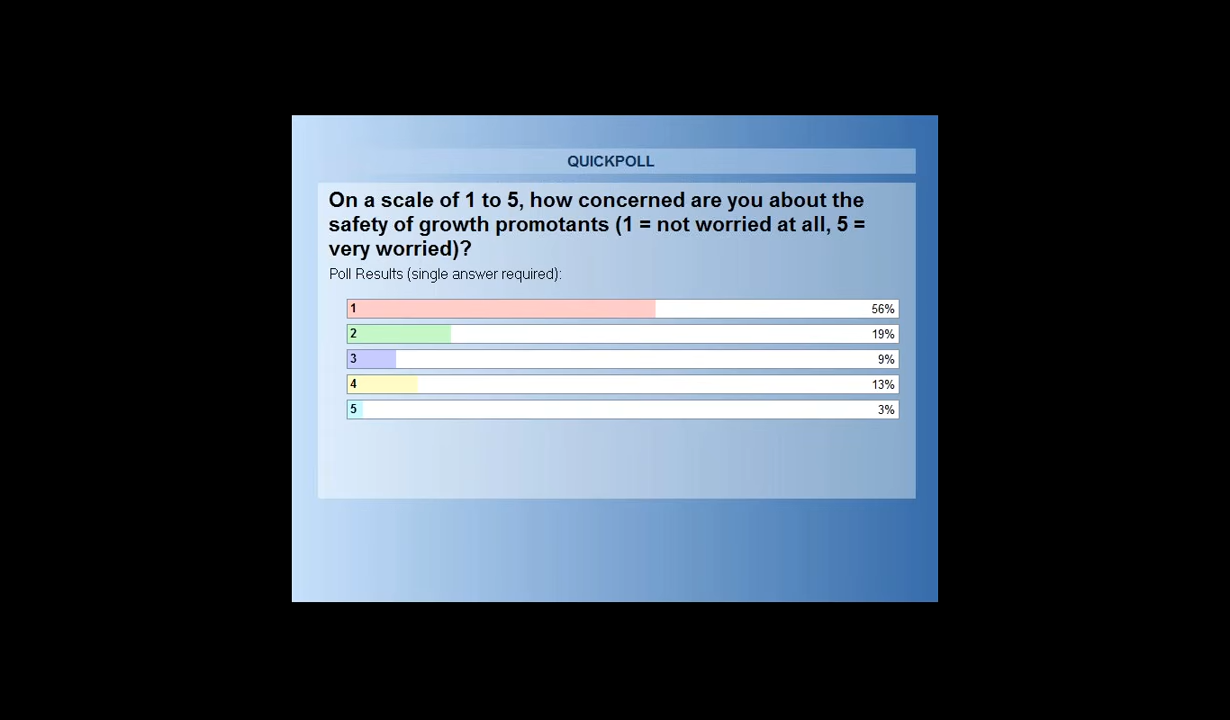 QUICKPOLL
On a scale of 1 to 5, how concerned are you about the
safety of growth promotants (1 = not worried at all, 5 =
very worried)?
Poll Results (single answer required):
1 56%
2 19%
3 9%
4 13%
5 3%